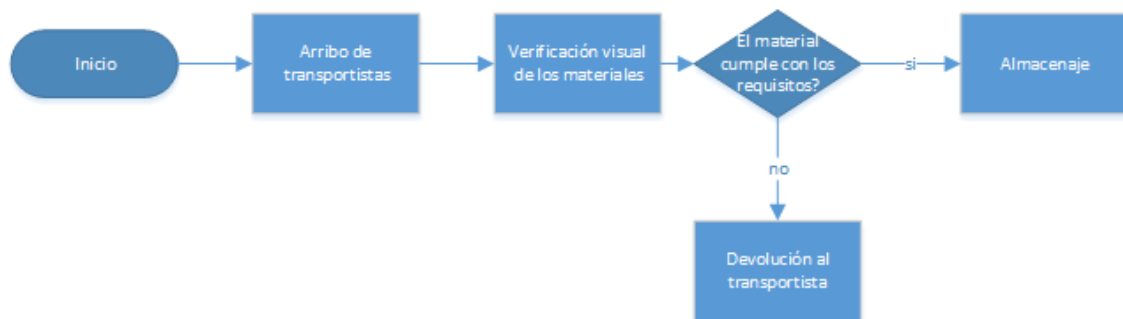 Inicio
Arribo de
transportistas
Verificación visual
de los materiales
El material
cumple con los
requisitos?
si
Almacenaje
no
Devolución al
transportista